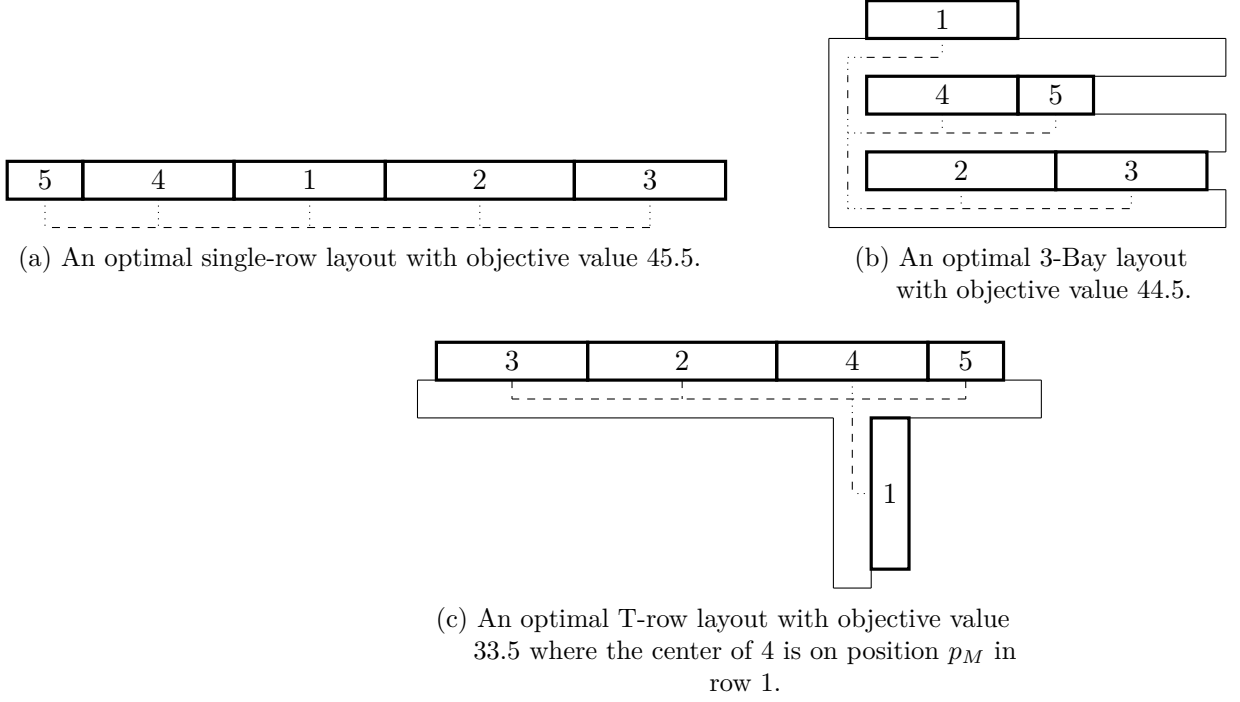 1
4 5
2 3
5 4 1 2 3
(a) An optimal single-row layout with objective value 45.5.
(b) An optimal 3-Bay layout
with objective value 44.5.
3 2 4 5
1
(c) An optimal T-row layout with objective value
33.5 where the center of 4 is on position p_M in
row 1.